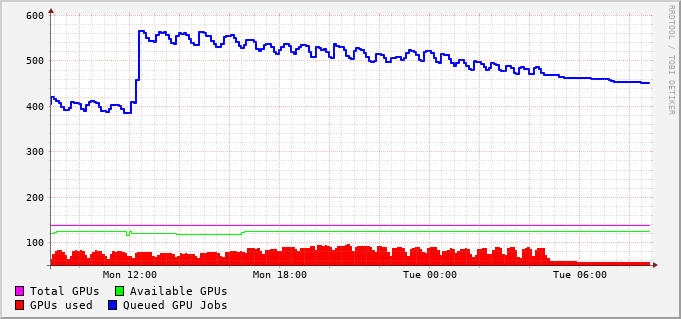 600
500
400
300
200
100
Mon 12:00 Mon 18:00 Tue 00:00 Tue 06:00
Total GPUs Available GPUs
GPUs used Queued GPU Jobs
RRDTOOL / TOBI OETIKER